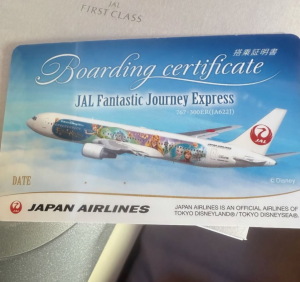 JAL
FIRST CLASS
搭乗証明書
Boarding certificate
JAL Fantastic Journey Express
DATE
© Disney
JAPAN AIRLINES
JAPAN AIRLINES IS AN OFFICIAL AIRLINES OF
TOKYO DISNEYLAND®/ TOKYO DISNEYSEA®.